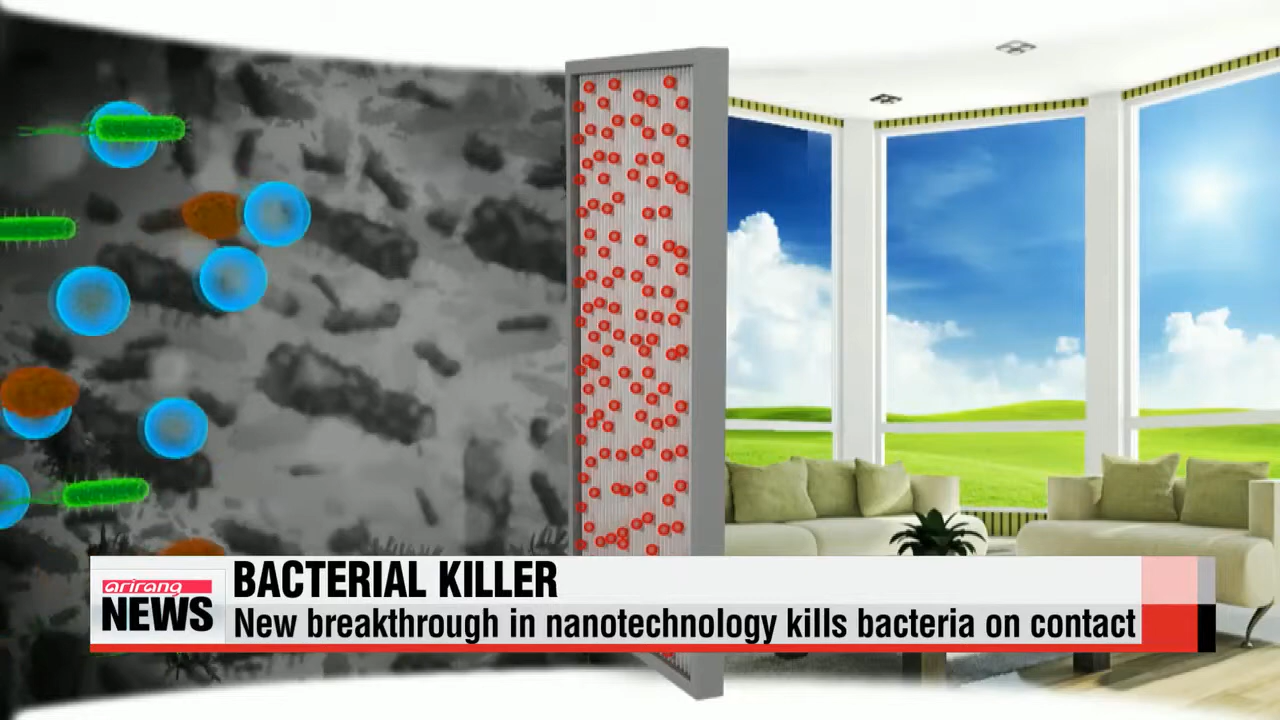 BACTERIAL KILLER
arirang
NEWS
New breakthrough in nanotechnology kills bacteria on contact